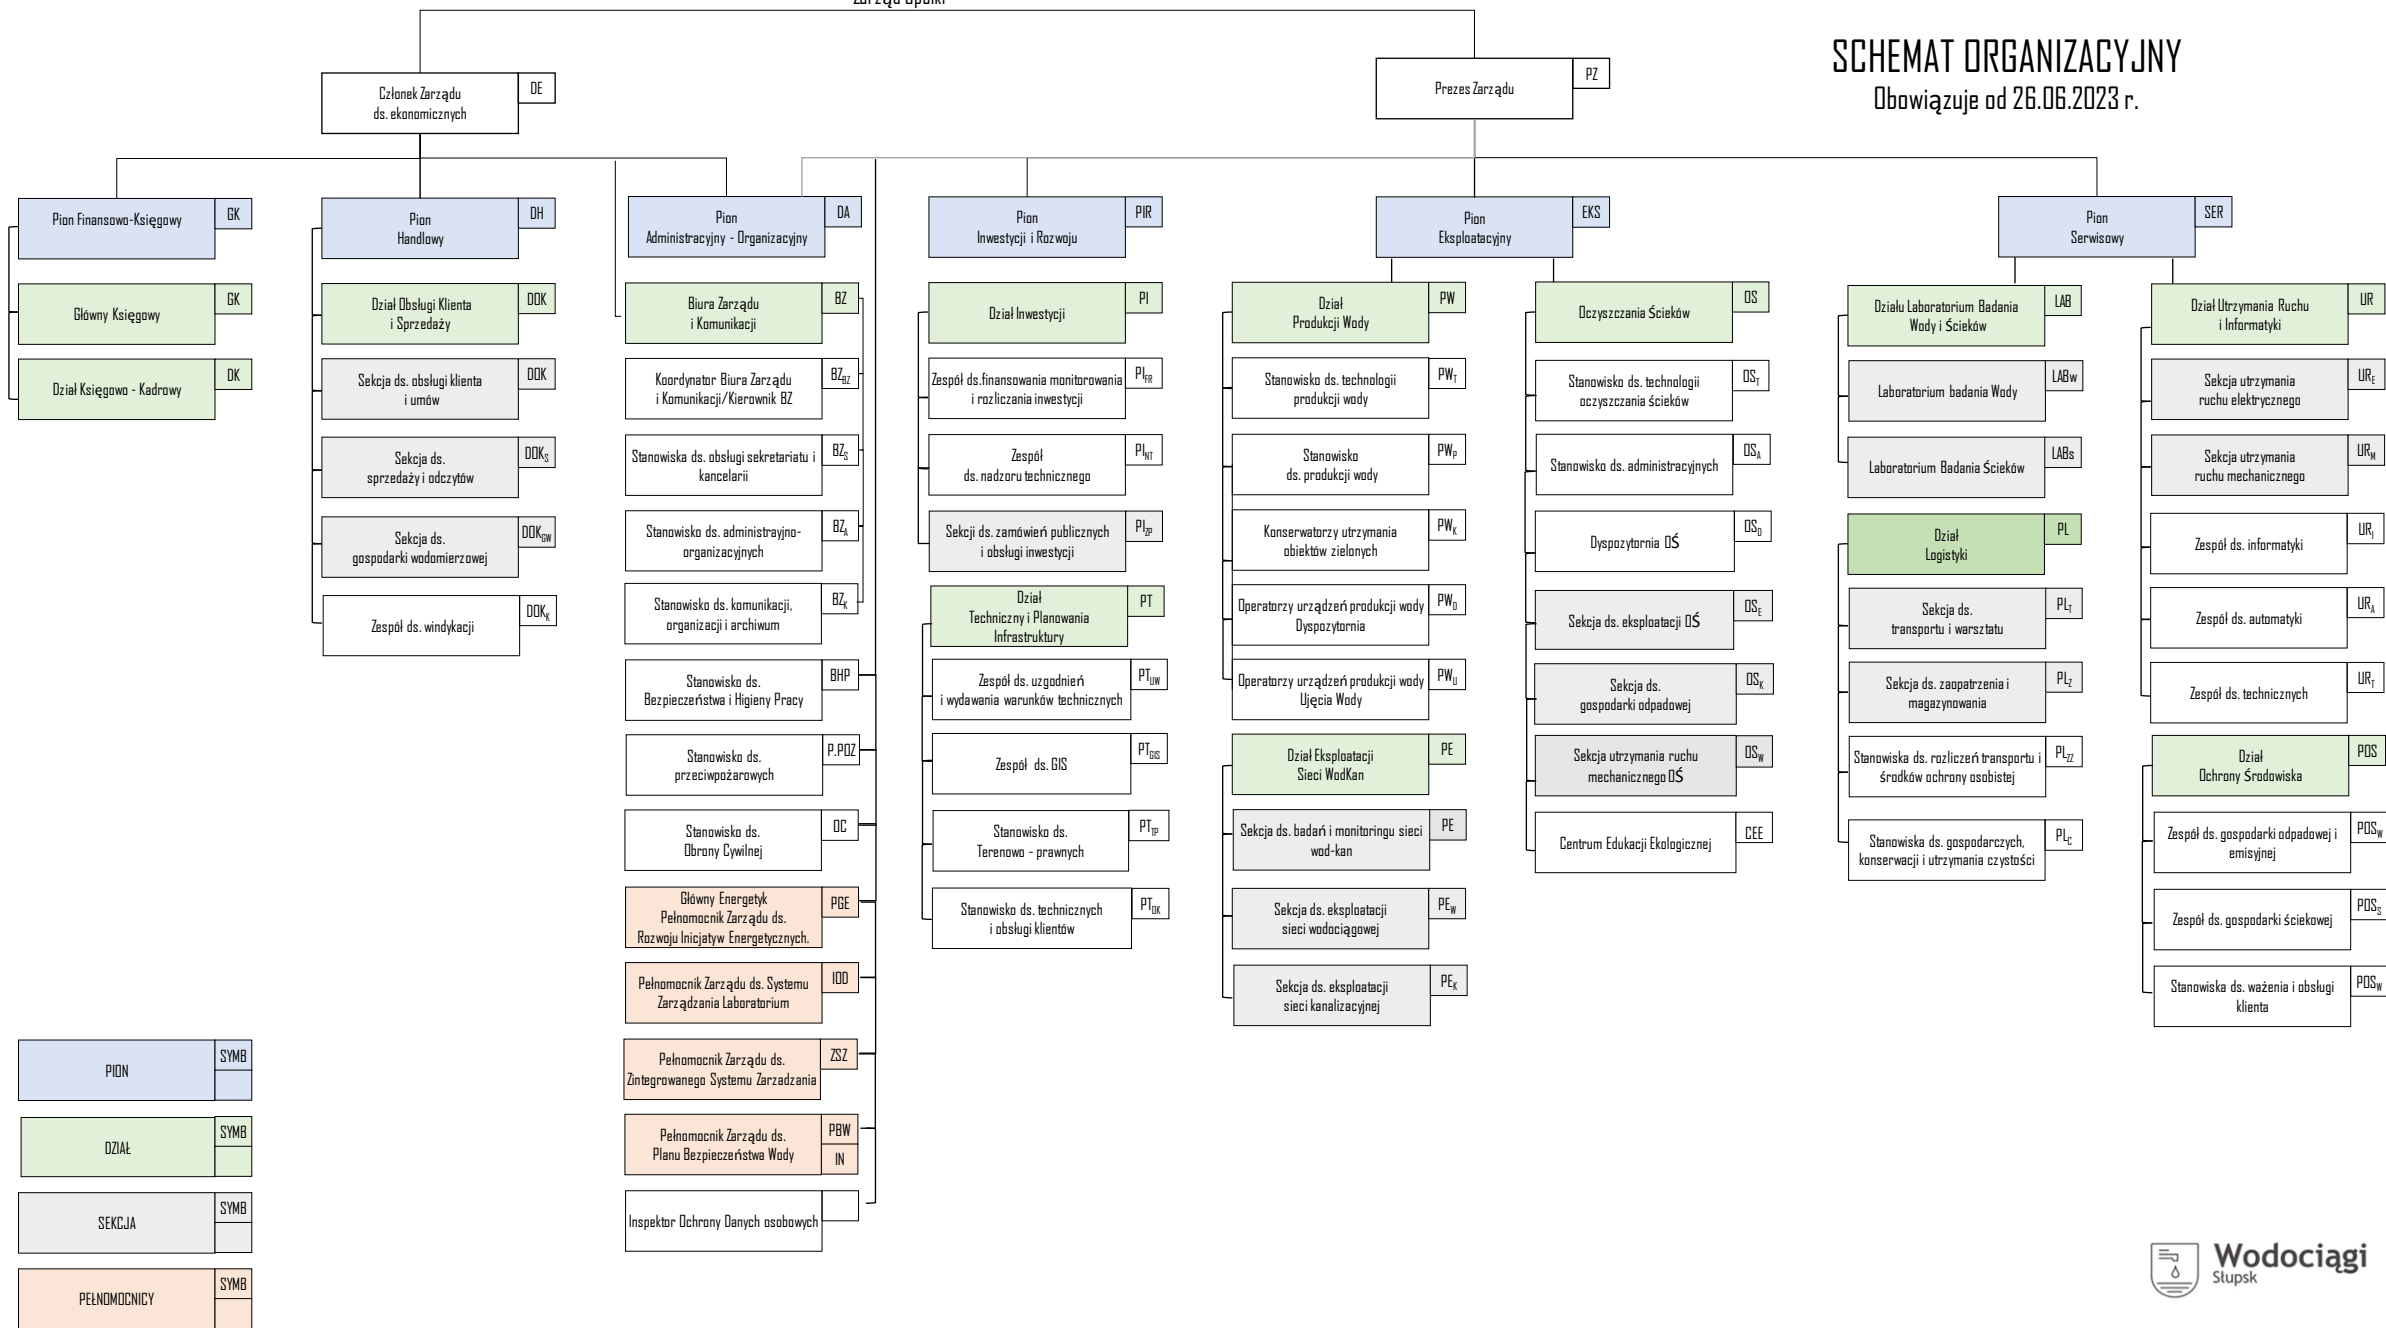 Zarząd Spółki
SCHEMAT ORGANIZACYJNY
Obowiązuje od 26.06.2023 r.
Członek Zarządu
ds. ekonomicznych
DE
Prezes Zarządu
PZ
Pion Finansowo-Księgowy
GK
Główny Księgowy
GK
Dział Księgowo - Kadrowy
DK
Pion
Handlowy
DH
Dział Obsługi Klienta
i Sprzedaży
DOK
Sekcja ds. obsługi klienta
i umów
DOK
Sekcja ds.
sprzedaży i odczytów
DOKS
Sekcja ds.
gospodarki wodomierzowej
DOKGW
Zespół ds. windykacji
DOKK
Pion
Administracyjny - Organizacyjny
DA
Biura Zarządu
i Komunikacji
BZ
Koordynator Biura Zarządu
i Komunikacji/Kierownik BZ
BZBZ
Stanowiska ds. obsługi sekretariatu i
kancelarii
BZS
Stanowisko ds. administrayjno-
organizacyjnych
BZA
Stanowisko ds. komunikacji,
organizacji i archiwum
BZK
Stanowisko ds.
Bezpieczeństwa i Higieny Pracy
BHP
Stanowisko ds.
przeciwpożarowych
P.POZ
Stanowisko ds.
Obrony Cywilnej
OC
Główny Energetyk
Pełnomocnik Zarządu ds.
Rozwoju Inicjatyw Energetycznych.
PGE
Pełnomocnik Zarządu ds. Systemu
Zarządzania Laboratorium
IOD
Pełnomocnik Zarządu ds.
Zintegrowanego Systemu Zarzadzania
ZSZ
Pełnomocnik Zarządu ds.
Planu Bezpieczeństwa Wody
PBW
IN
Inspektor Ochrony Danych osobowych
Pion
Inwestycji i Rozwoju
PIR
Dział Inwestycji
PI
Zespół ds.finansowania monitorowania
i rozliczania inwestycji
PIFR
Zespół
ds. nadzoru technicznego
PINT
Sekcji ds. zamówień publicznych
i obsługi inwestycji
PIZP
Dział
Techniczny i Planowania
Infrastruktury
PT
Zespół ds. uzgodnień
i wydawania warunków technicznych
PTUW
Zespół ds. GIS
PTGIS
Stanowisko ds.
Terenowo - prawnych
PTTP
Stanowisko ds. technicznych
i obsługi klientów
PTOK
Pion
Eksploatacyjny
EKS
Dział
Produkcji Wody
PW
Stanowisko ds. technologii
produkcji wody
PWT
Stanowisko
ds. produkcji wody
PWP
Konserwatorzy utrzymania
obiektów zielonych
PWK
Operatorzy urządzeń produkcji wody
Dyspozytornia
PWD
Operatorzy urządzeń produkcji wody
Ujęcia Wody
PWU
Dział Eksploatacji
Sieci WodKan
PE
Sekcja ds. badań i monitoringu sieci
wod-kan
PE
Sekcja ds. eksploatacji
sieci wodociągowej
PEW
Sekcja ds. eksploatacji
sieci kanalizacyjnej
PEK
Oczyszczania Ścieków
OS
Stanowisko ds. technologii
oczyszczania ścieków
OST
Stanowisko ds. administracyjnych
OSA
Dyspozytornia OŚ
OSD
Sekcja ds. eksploatacji OŚ
OSE
Sekcja ds.
gospodarki odpadowej
OSK
Sekcja utrzymania ruchu
mechanicznego OŚ
OSW
Centrum Edukacji Ekologicznej
CEE
Pion
Serwisowy
SER
Działu Laboratorium Badania
Wody i Ścieków
LAB
Laboratorium badania Wody
LABw
Laboratorium Badania Ścieków
LABs
Dział
Logistyki
PL
Sekcja ds.
transportu i warsztatu
PLT
Sekcja ds. zaopatrzenia i
magazynowania
PLZ
Stanowiska ds. rozliczeń transportu i
środków ochrony osobistej
PLZZ
Stanowiska ds. gospodarczych,
konserwacji i utrzymania czystości
PLC
Dział Utrzymania Ruchu
i Informatyki
UR
Sekcja utrzymania
ruchu elektrycznego
URE
Sekcja utrzymania
ruchu mechanicznego
URM
Zespół ds. informatyki
URI
Zespół ds. automatyki
URA
Zespół ds. technicznych
URT
Dział
Ochrony Środowiska
POS
Zespół ds. gospodarki odpadowej i
emisyjnej
POSW
Zespół ds. gospodarki ściekowej
POSS
Stanowiska ds. ważenia i obsługi
klienta
POSW
PION
SYMB
DZIAŁ
SYMB
SEKCJA
SYMB
PEŁNOMOCNICY
SYMB
Wodociągi
Słupsk